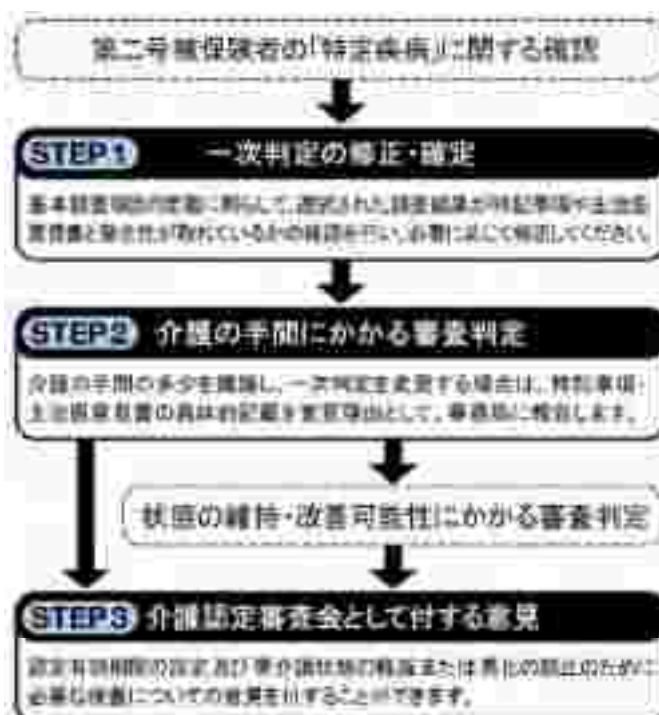 第二号被保険者の「特定疾病」に関する確認
STEP1 一次判定の修正・確定
基本調査項目の定義に照らして、選択された調査結果が特記事項や主治医
意見書と整合性が取れているかの確認を行い、必要に応じて修正してください。
STEP2 介護の手間にかかる審査判定
介護の手間の多少を議論し、一次判定を変更する場合は、特記事項・
主治医意見書の具体的記載を変更理由として、事務局に報告します。
状態の維持・改善可能性にかかる審査判定
STEP3 介護認定審査会として付する意見
認定有効期間の設定及び要介護状態の軽減または悪化の防止のために
必要な療養についての意見を付することができます。